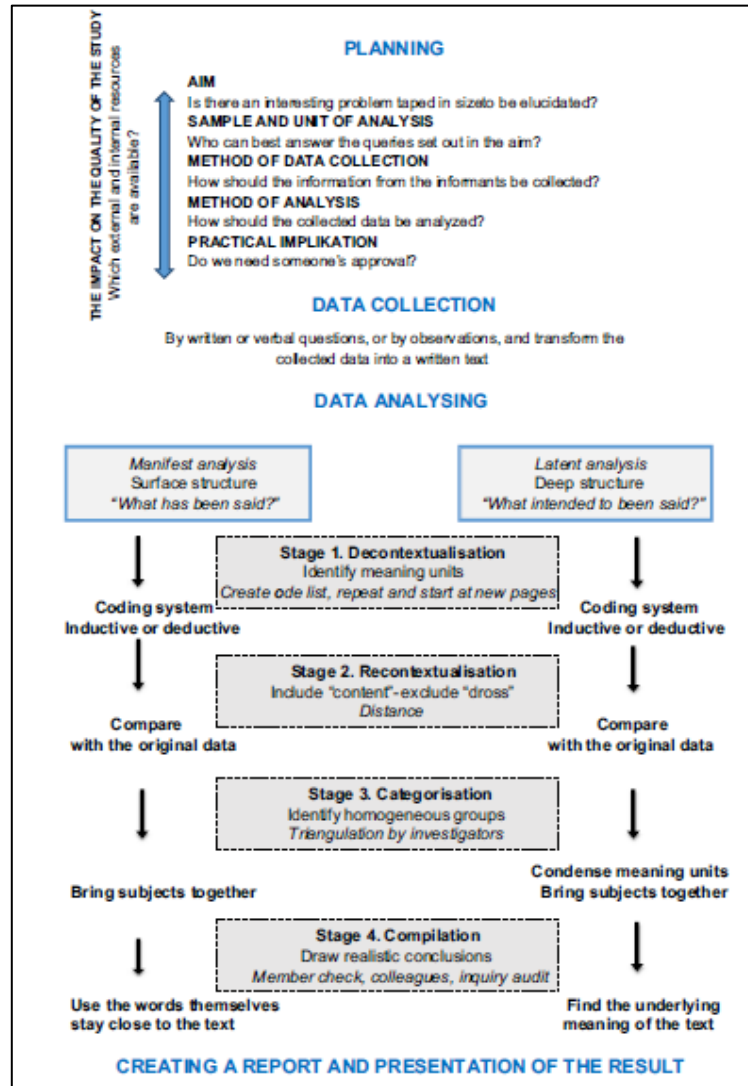 THE IMPACT ON THE QUALITY OF THE STUDY
Which external and internal resources
are available?
PLANNING
AIM
Is there an interesting problem taped in sizeto be elucidated?
SAMPLE AND UNIT OF ANALYSIS
Who can best answer the queries set out in the aim?
METHOD OF DATA COLLECTION
How should the information from the informants be collected?
METHOD OF ANALYSIS
How should the collected data be analyzed?
PRACTICAL IMPLIKATION
Do we need someone's approval?
DATA COLLECTION
By written or verbal questions, or by observations, and transform the
collected data into a written text
DATA ANALYSING
Manifest analysis
Surface structure
"What has been said?"
Latent analysis
Deep structure
"What intended to been said?"
Stage 1. Decontextualisation
Identify meaning units
Create ode list, repeat and start at new pages
Coding system
Inductive or deductive
Coding system
Inductive or deductive
Stage 2. Recontextualisation
Include "content"-exclude "dross"
Distance
Compare
with the original data
Compare
with the original data
Stage 3. Categorisation
Identify homogeneous groups
Triangulation by investigators
Bring subjects together
Condense meaning units
Bring subjects together
Stage 4. Compilation
Draw realistic conclusions
Member check, colleagues, inquiry audit
Use the words themselves
stay close to the text
Find the underlying
meaning of the text
CREATING A REPORT AND PRESENTATION OF THE RESULT